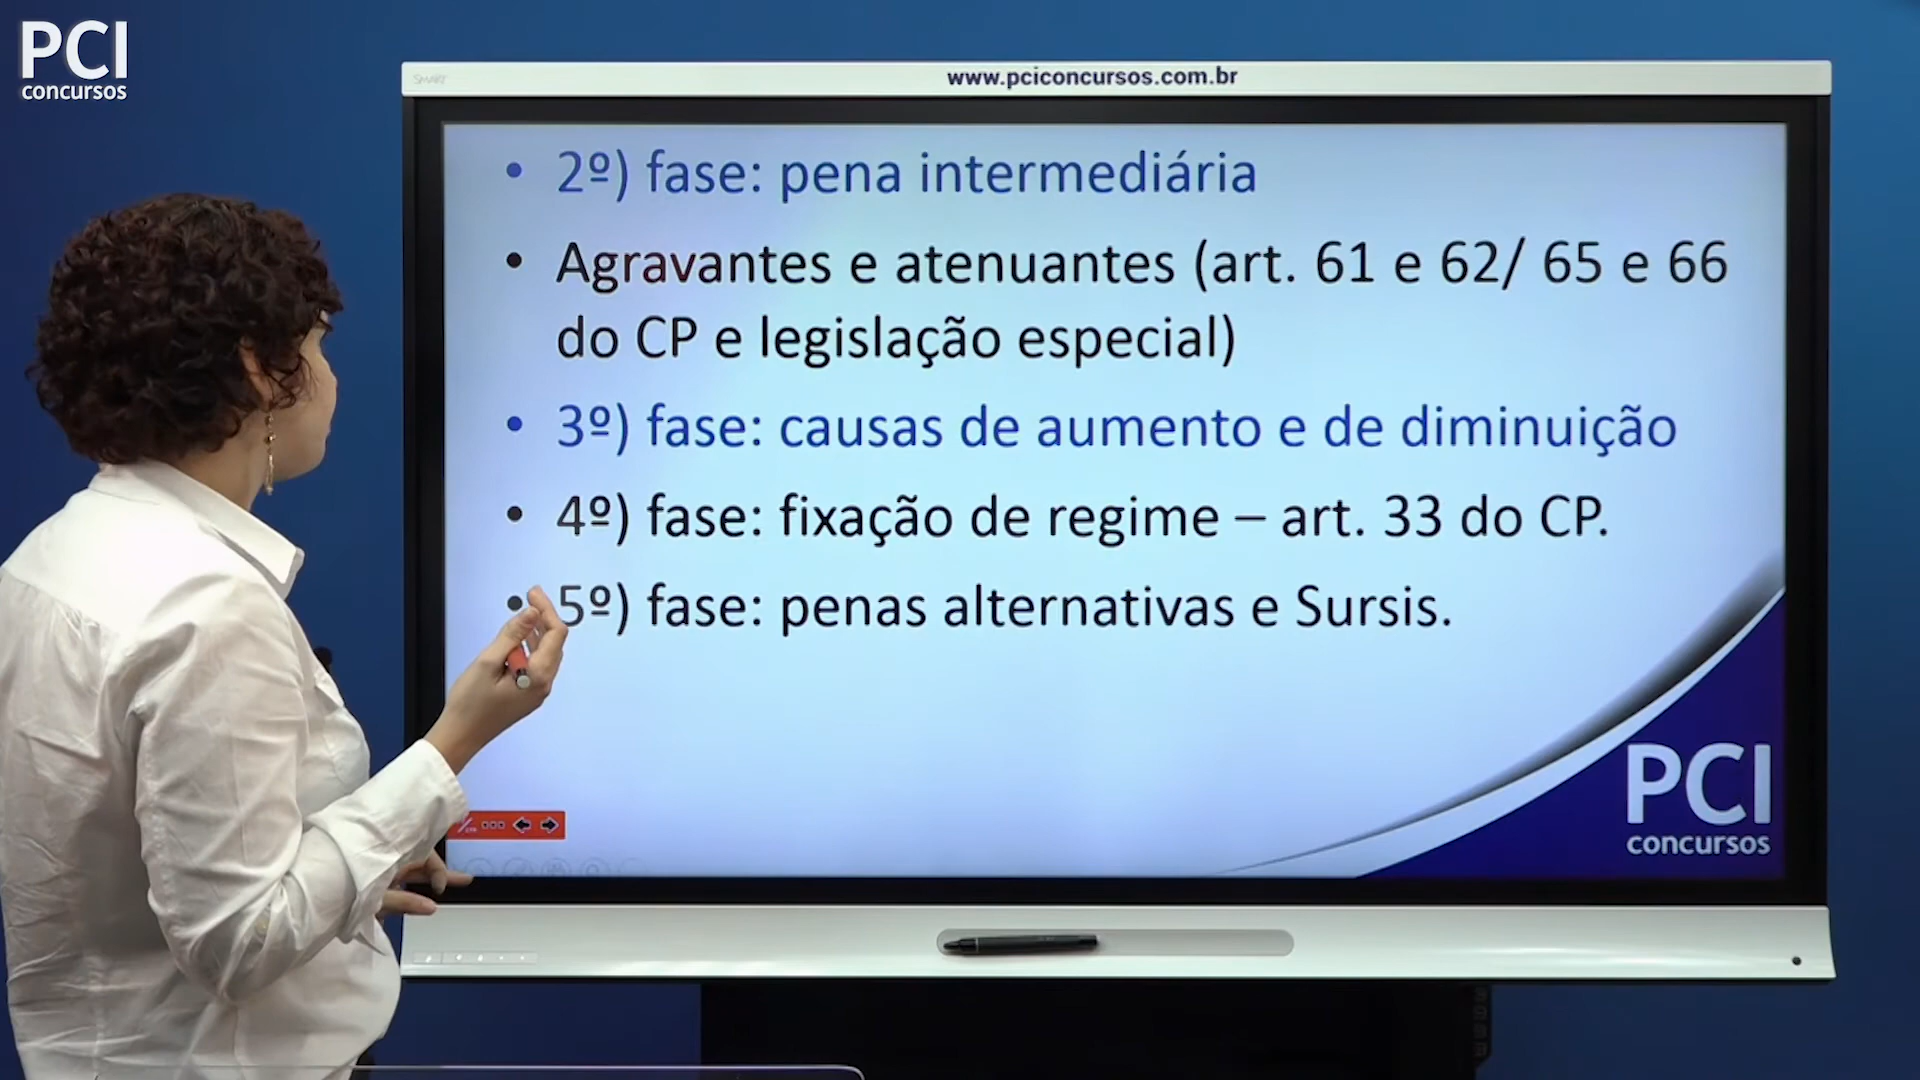 PCI
concursos
SMART
www.pciconcursos.com.br
• 2º) fase: pena intermediária
• Agravantes e atenuantes (art. 61 e 62/ 65 e 66
do CP e legislação especial)
• 3º) fase: causas de aumento e de diminuição
• 4º) fase: fixação de regime – art. 33 do CP.
• 5º) fase: penas alternativas e Sursis.
PCI
concursos